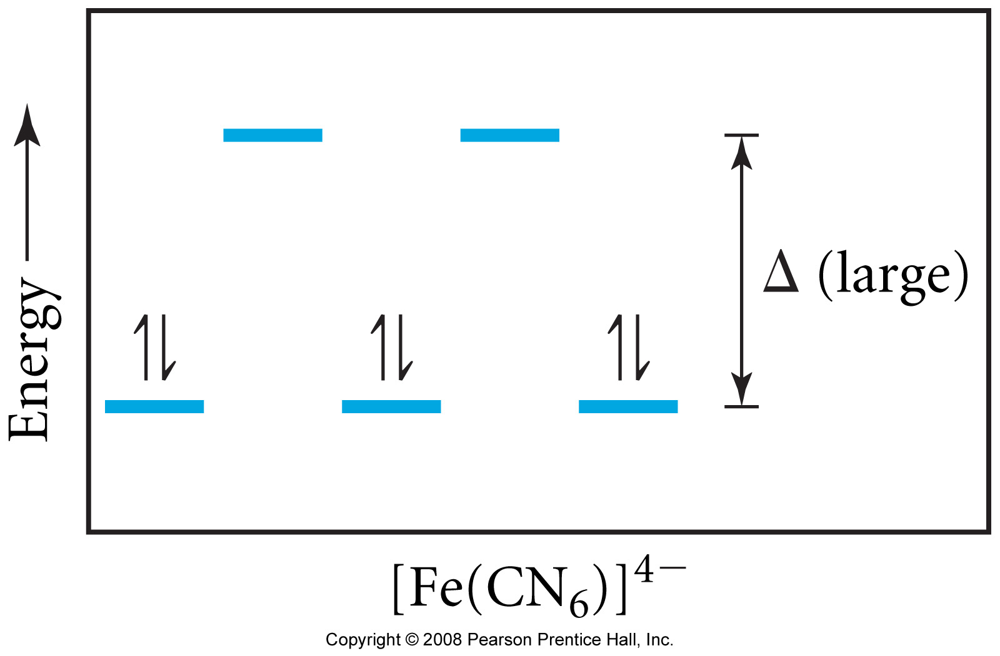 Energy
Δ (large)
[Fe(CN₆)]⁴⁻
Copyright © 2008 Pearson Prentice Hall, Inc.